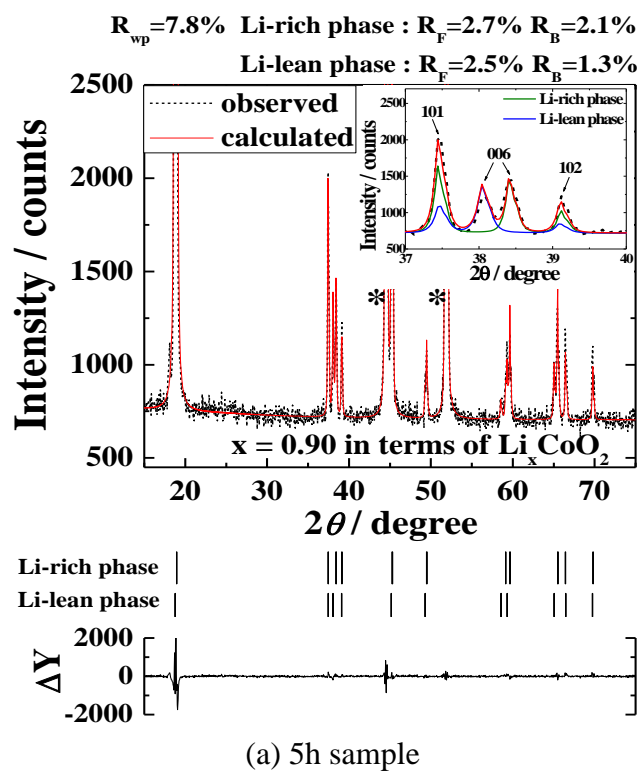 R_wp=7.8% Li-rich phase : R_F=2.7% R_B=2.1%
Li-lean phase : R_F=2.5% R_B=1.3%
2500
2000
1500
1000
500
Intensity / counts
observed
calculated
2500
2000
1500
1000
500
Intensity / counts
Li-rich phase
Li-lean phase
101
006
102
37 38 39 40
2θ / degree
* *
x = 0.90 in terms of Li_xCoO_2
20 30 40 50 60 70
2θ / degree
Li-rich phase
Li-lean phase
2000
0
-2000
ΔY
(a) 5h sample